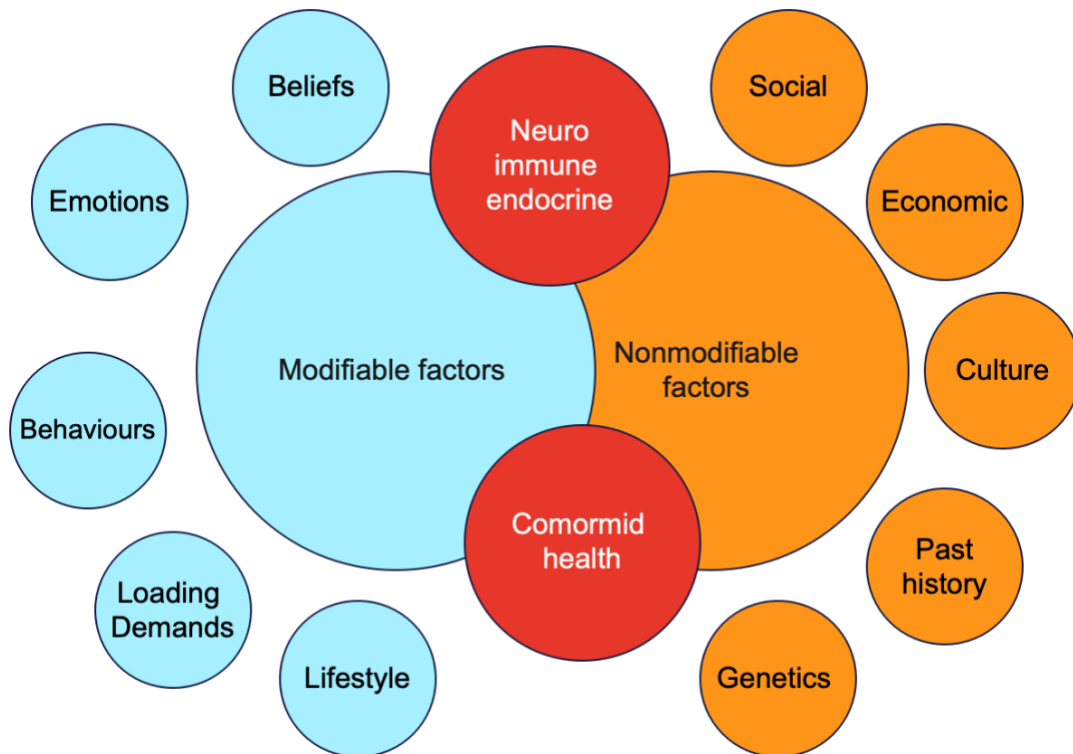 Beliefs
Social
Neuro
immune
endocrine
Emotions
Economic
Modifiable factors
Nonmodifiable
factors
Culture
Behaviours
Comormid
health
Past
history
Loading
Demands
Lifestyle
Genetics